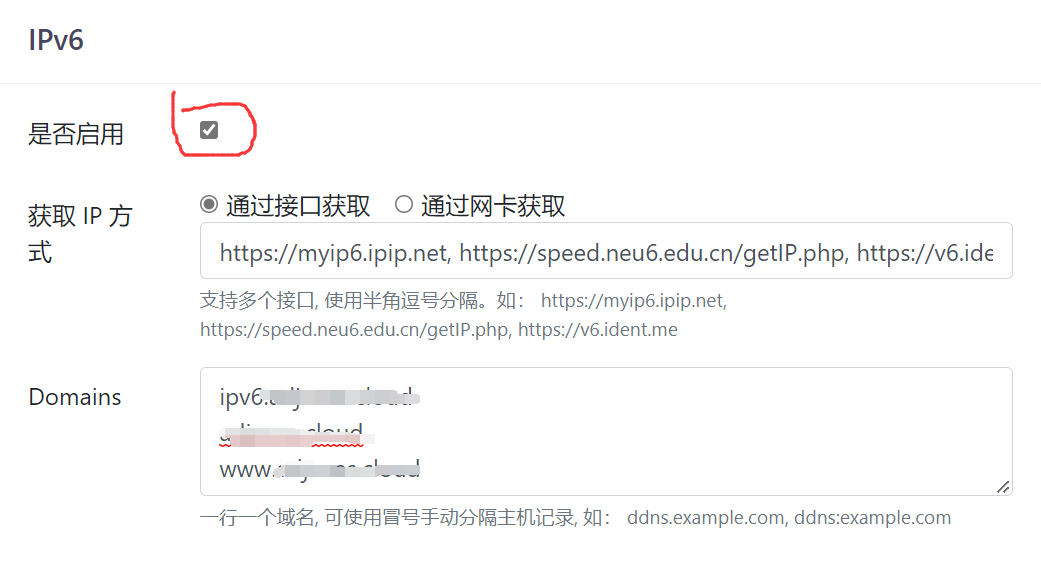 IPv6
是否启用
获取 IP 方
式
通过接口获取 通过网卡获取
https://myip6.ipip.net, https://speed.neu6.edu.cn/getIP.php, https://v6.ide
支持多个接口, 使用半角逗号分隔。如： https://myip6.ipip.net,
https://speed.neu6.edu.cn/getIP.php, https://v6.ident.me
Domains
ipv6.
www.
一行一个域名, 可使用冒号手动分隔主机记录, 如： ddns.example.com, ddns:example.com